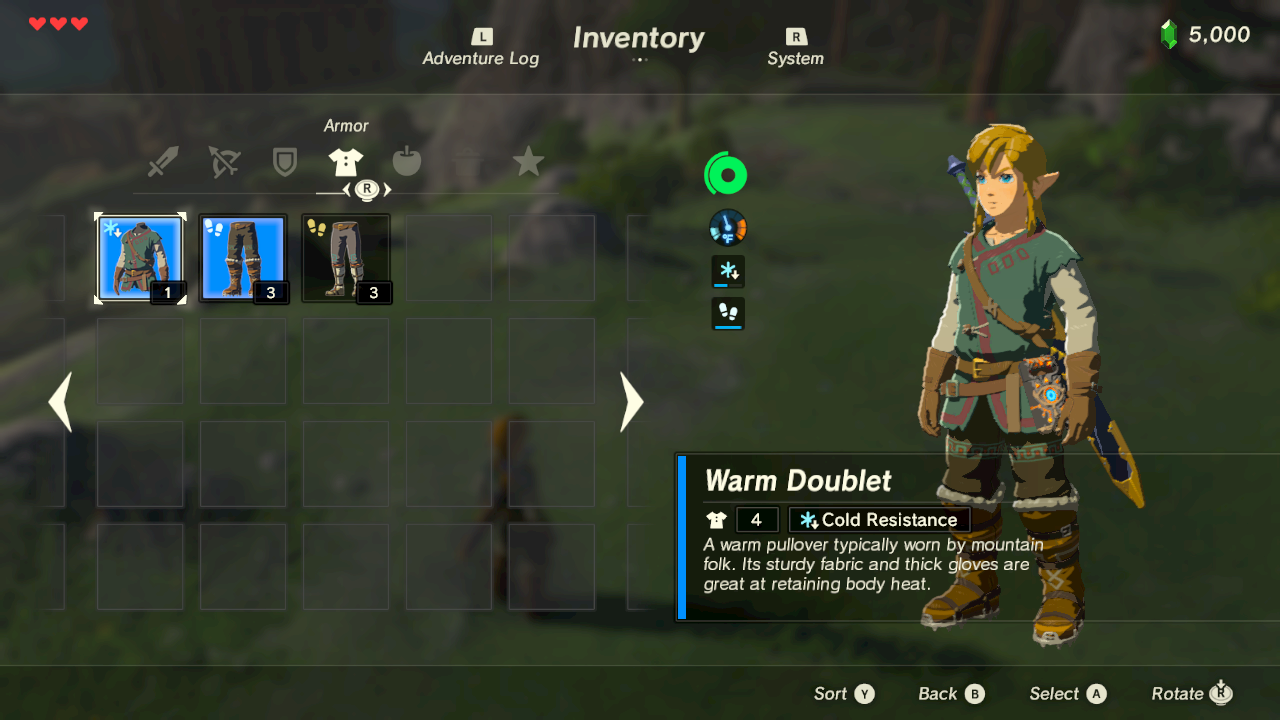 L
Adventure Log
Inventory
R
System
5,000
Armor
R
1
3
3
°F
Warm Doublet
4
Cold Resistance
A warm pullover typically worn by mountain
folk. Its sturdy fabric and thick gloves are
great at retaining body heat.
Sort Y
Back B
Select A
Rotate R